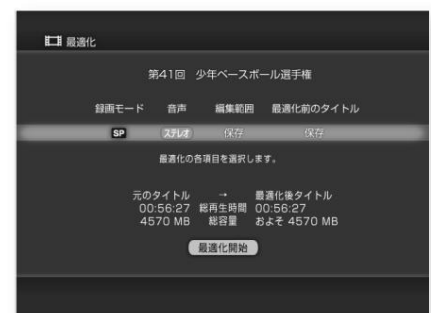 最適化
第41回 少年ベースボール選手権
録画モード 音声 編集範囲 最適化前のタイトル
SP ステレオ 保存 保存
最適化の各項目を選択します。
元のタイトル → 最適化後タイトル
00:56:27 総再生時間 00:56:27
4570 MB 総容量 およそ 4570 MB
最適化開始